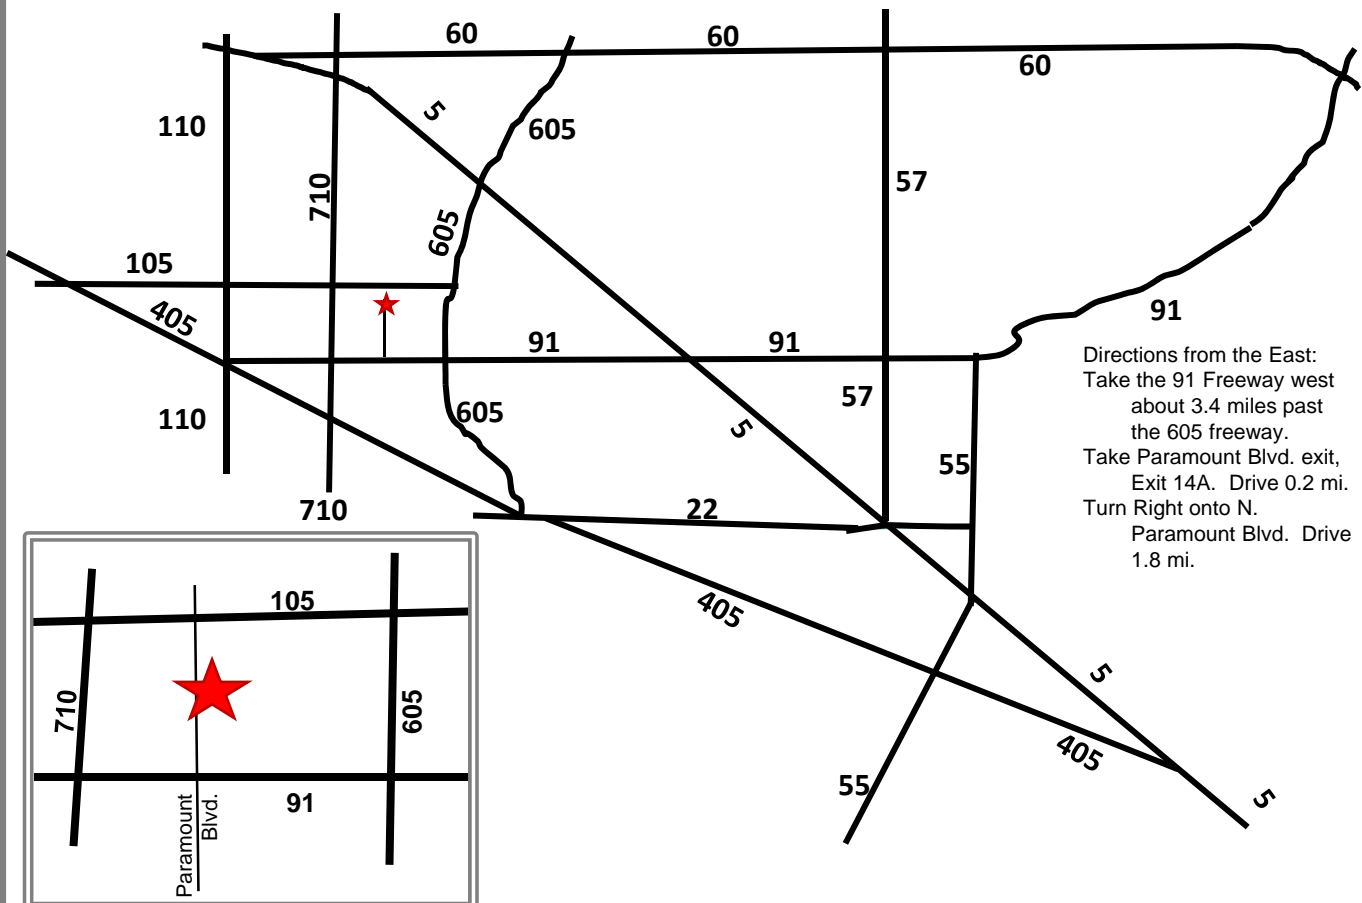 60
60
60
110
5
605
710
57
605
105
405
91
91
91
Directions from the East:
Take the 91 Freeway west
about 3.4 miles past
the 605 freeway.
Take Paramount Blvd. exit,
Exit 14A. Drive 0.2 mi.
Turn Right onto N.
Paramount Blvd. Drive
1.8 mi.
110
605
57
5
55
710
22
405
5
405
55
5
105
710
605
91
Paramount
Blvd.